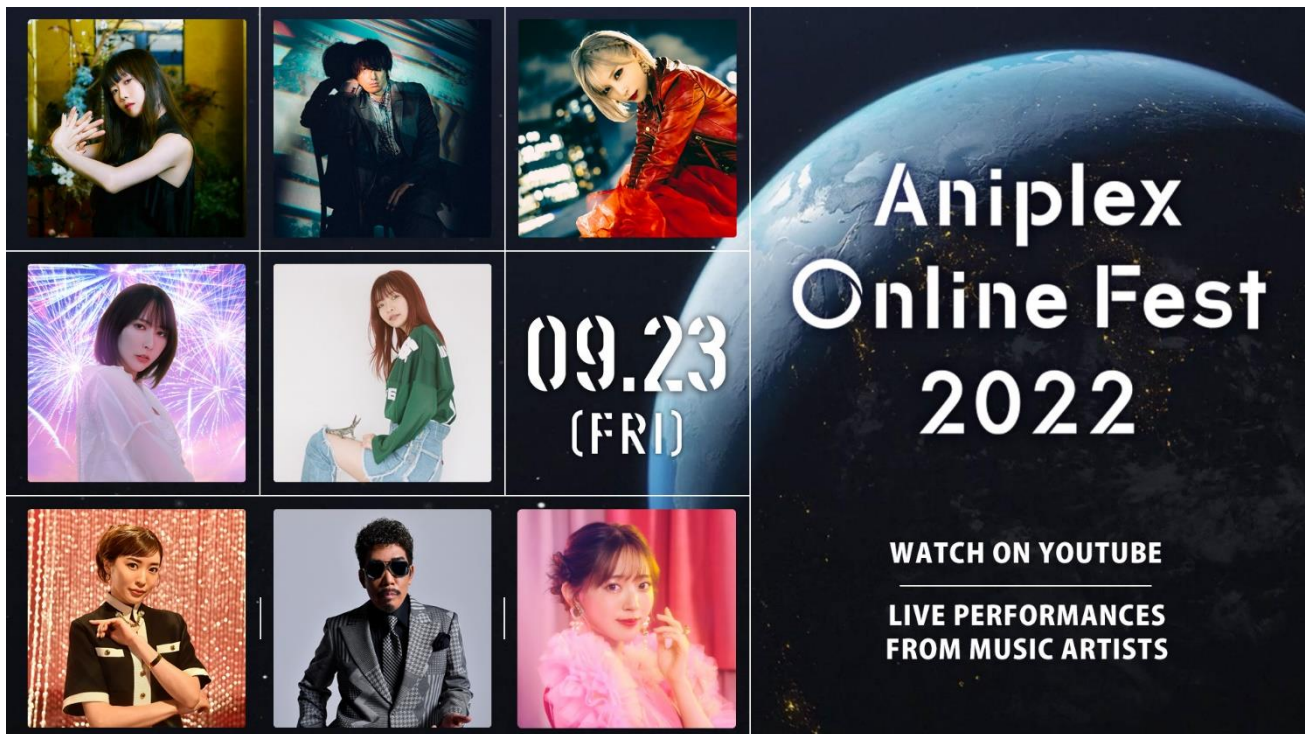 09.23
(FRI)
Aniplex
Online Fest
2022
WATCH ON YOUTUBE
LIVE PERFORMANCES
FROM MUSIC ARTISTS